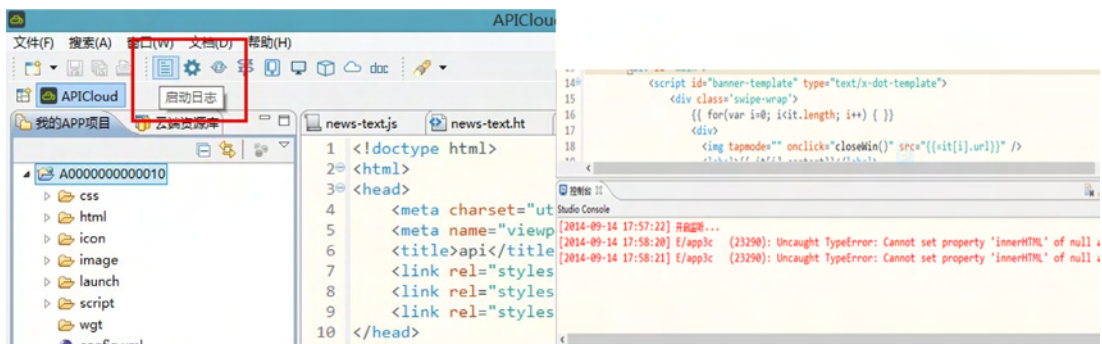 APIClou
文件(F) 搜索(A) 窗口(W) 文档(D) 帮助(H)
doc
APICloud
启动日志
我的APP项目 云端资源库
news-text.js news-text.ht
A0000000000010
css
html
icon
image
launch
script
wgt
1 <!doctype html>
2 <html>
3 <head>
4 <meta charset="ut
5 <meta name="viewp
6 <title>api</title
7 <link rel="styles
8 <link rel="styles
9 <link rel="styles
10 </head>
14 <script id="banner-template" type="text/x-dot-template">
15 <div class='swipe-wrap'>
16 {{ for(var i=0; i<it.length; i++) { }}
17 <div>
18 <img tapmode="" onclick="closeWin()" src="{{=it[i].url}}" />
控制台
Studio Console
[2014-09-14 17:57:22] 开启监听...
[2014-09-14 17:58:20] E/app3c (23290): Uncaught TypeError: Cannot set property 'innerHTML' of null a
[2014-09-14 17:58:21] E/app3c (23290): Uncaught TypeError: Cannot set property 'innerHTML' of null a